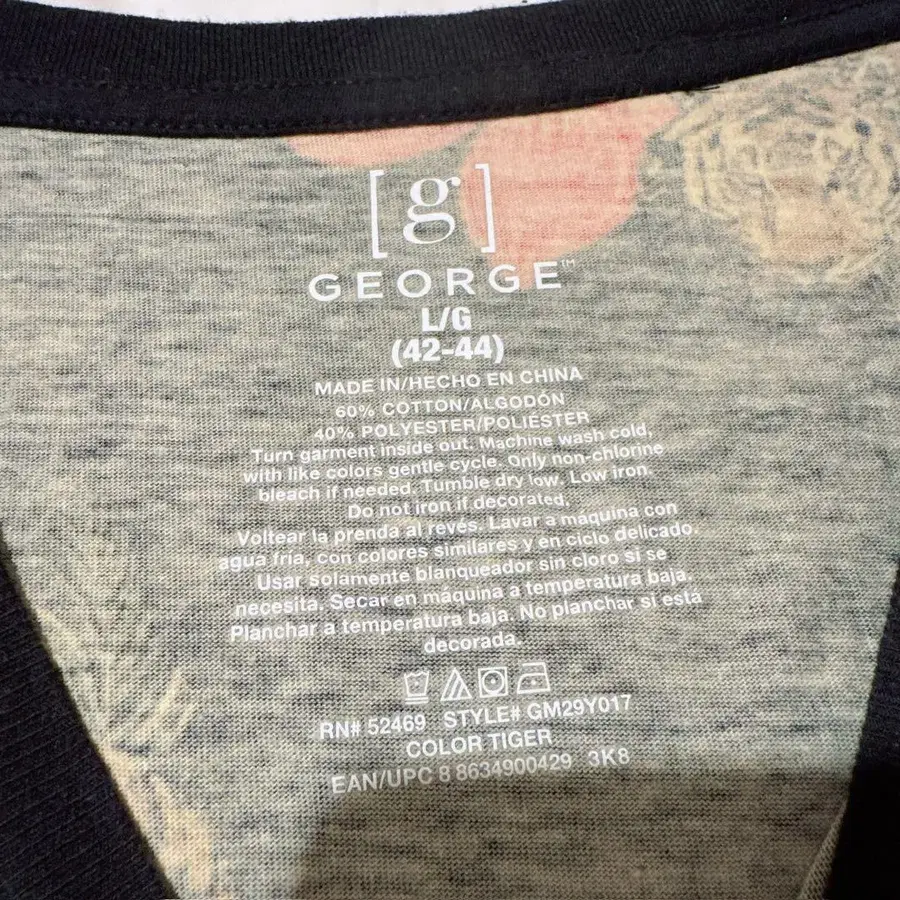 [g]
GEORGE™
L/G
(42-44)
MADE IN/HECHO EN CHINA
60% COTTON/ALGODÓN
40% POLYESTER/POLIÉSTER
Turn garment inside out. Machine wash cold,
with like colors gentle cycle. Only non-chlorine
bleach if needed. Tumble dry low. Low iron.
Do not iron if decorated.
Voltear la prenda al revés. Lavar a máquina con
agua fria, con colores similares y en ciclo delicado.
Usar solamente blanqueador sin cloro si se
necesita. Secar en máquina a temperatura baja.
Planchar a temperatura baja. No planchar si está
decorada.
RN# 52469 STYLE# GM29Y017
COLOR TIGER
EAN/UPC 8 8634900429 3K8